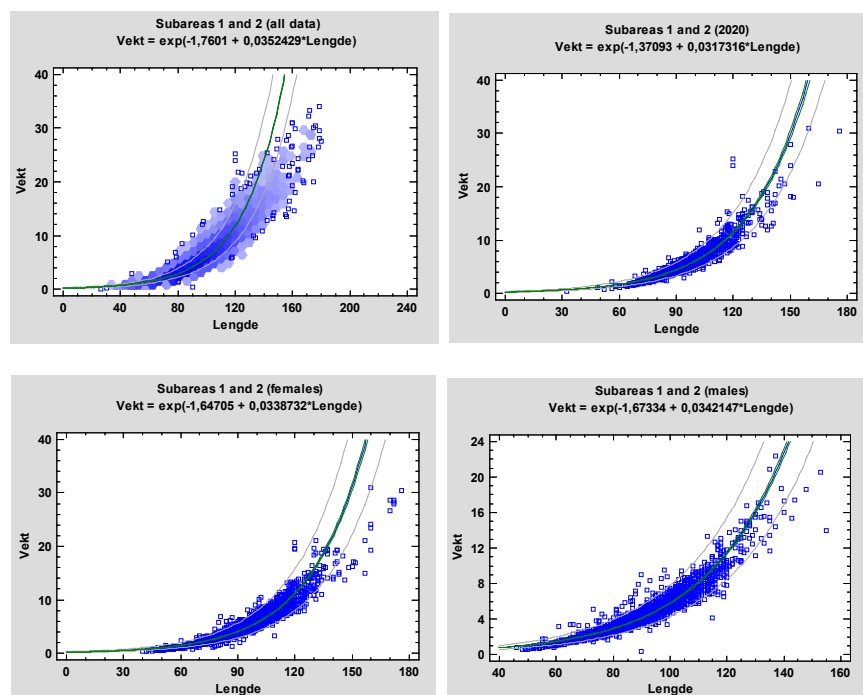 Subareas 1 and 2 (all data)
Vekt = exp(-1,7601 + 0,0352429*Lengde)
40
30
20
10
0
Vekt
0 40 80 120 160 200 240
Lengde
Subareas 1 and 2 (2020)
Vekt = exp(-1,37093 + 0,0317316*Lengde)
40
30
20
10
0
Vekt
0 30 60 90 120 150 180
Lengde
Subareas 1 and 2 (females)
Vekt = exp(-1,64705 + 0,0338732*Lengde)
40
30
20
10
0
Vekt
0 30 60 90 120 150 180
Lengde
Subareas 1 and 2 (males)
Vekt = exp(-1,67334 + 0,0342147*Lengde)
24
20
16
12
8
4
0
Vekt
40 60 80 100 120 140 160
Lengde